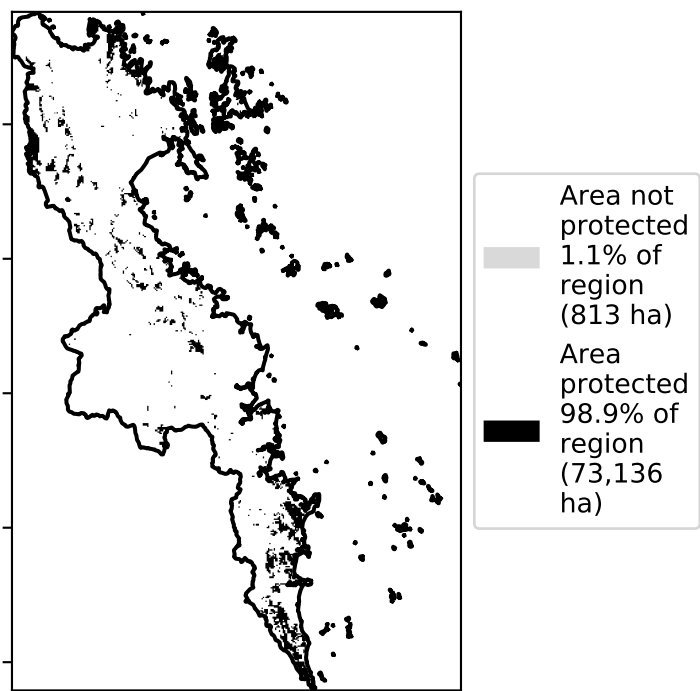 Area not
protected
1.1% of
region
(813 ha)
Area
protected
98.9% of
region
(73,136
ha)